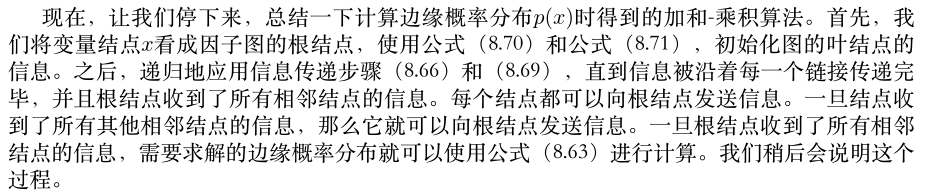 现在，让我们停下来，总结一下计算边缘概率分布p(x)时得到的加和-乘积算法。首先，我
们将变量结点x看成因子图的根结点，使用公式（8.70）和公式（8.71），初始化图的叶结点的
信息。之后，递归地应用信息传递步骤（8.66）和（8.69），直到信息被沿着每一个链接传递完
毕，并且根结点收到了所有相邻结点的信息。每个结点都可以向根结点发送信息。一旦结点收
到了所有其他相邻结点的信息，那么它就可以向根结点发送信息。一旦根结点收到了所有相邻
结点的信息，需要求解的边缘概率分布就可以使用公式（8.63）进行计算。我们稍后会说明这个
过程。